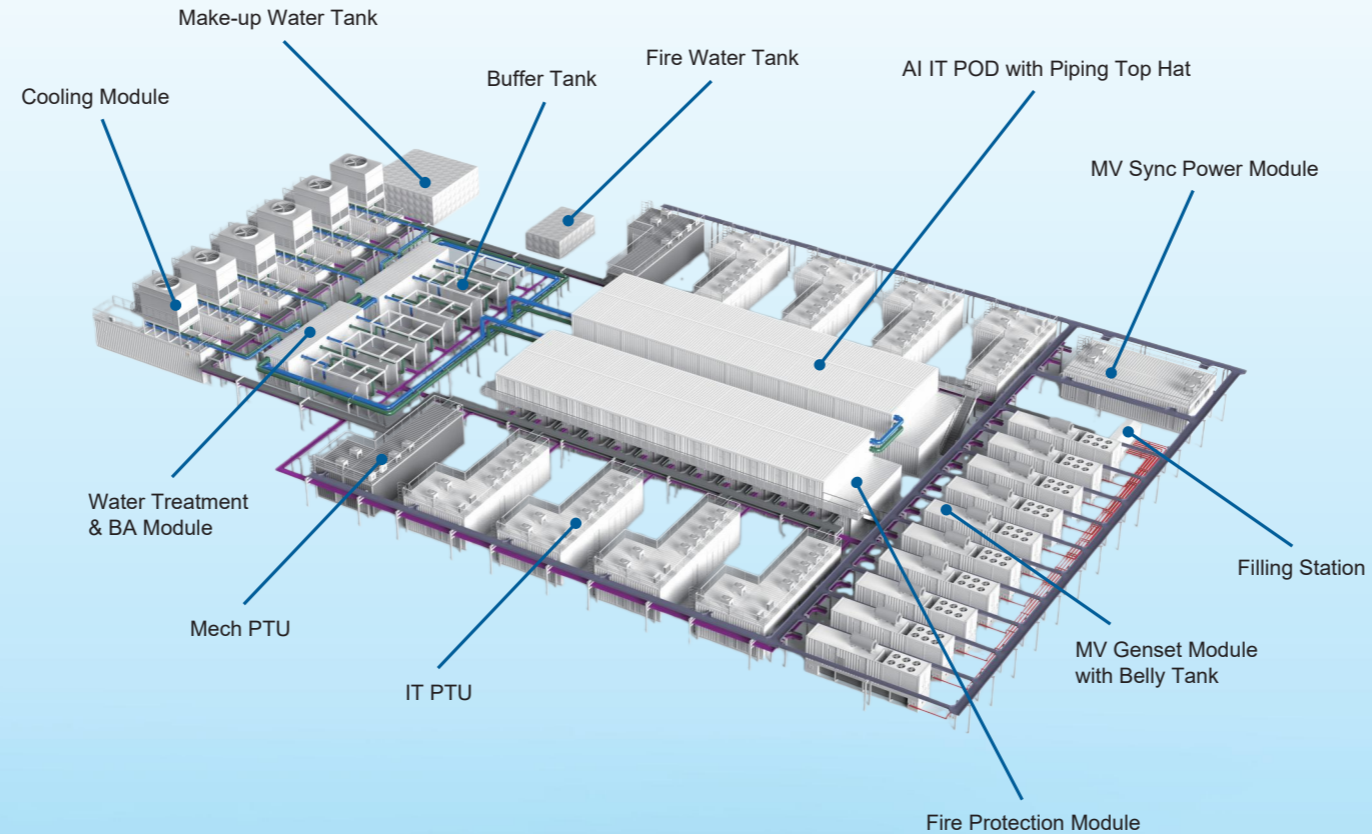 Make-up Water Tank
Fire Water Tank
AI IT POD with Piping Top Hat
Buffer Tank
Cooling Module
MV Sync Power Module
Water Treatment
& BA Module
Filling Station
Mech PTU
MV Genset Module
with Belly Tank
IT PTU
Fire Protection Module